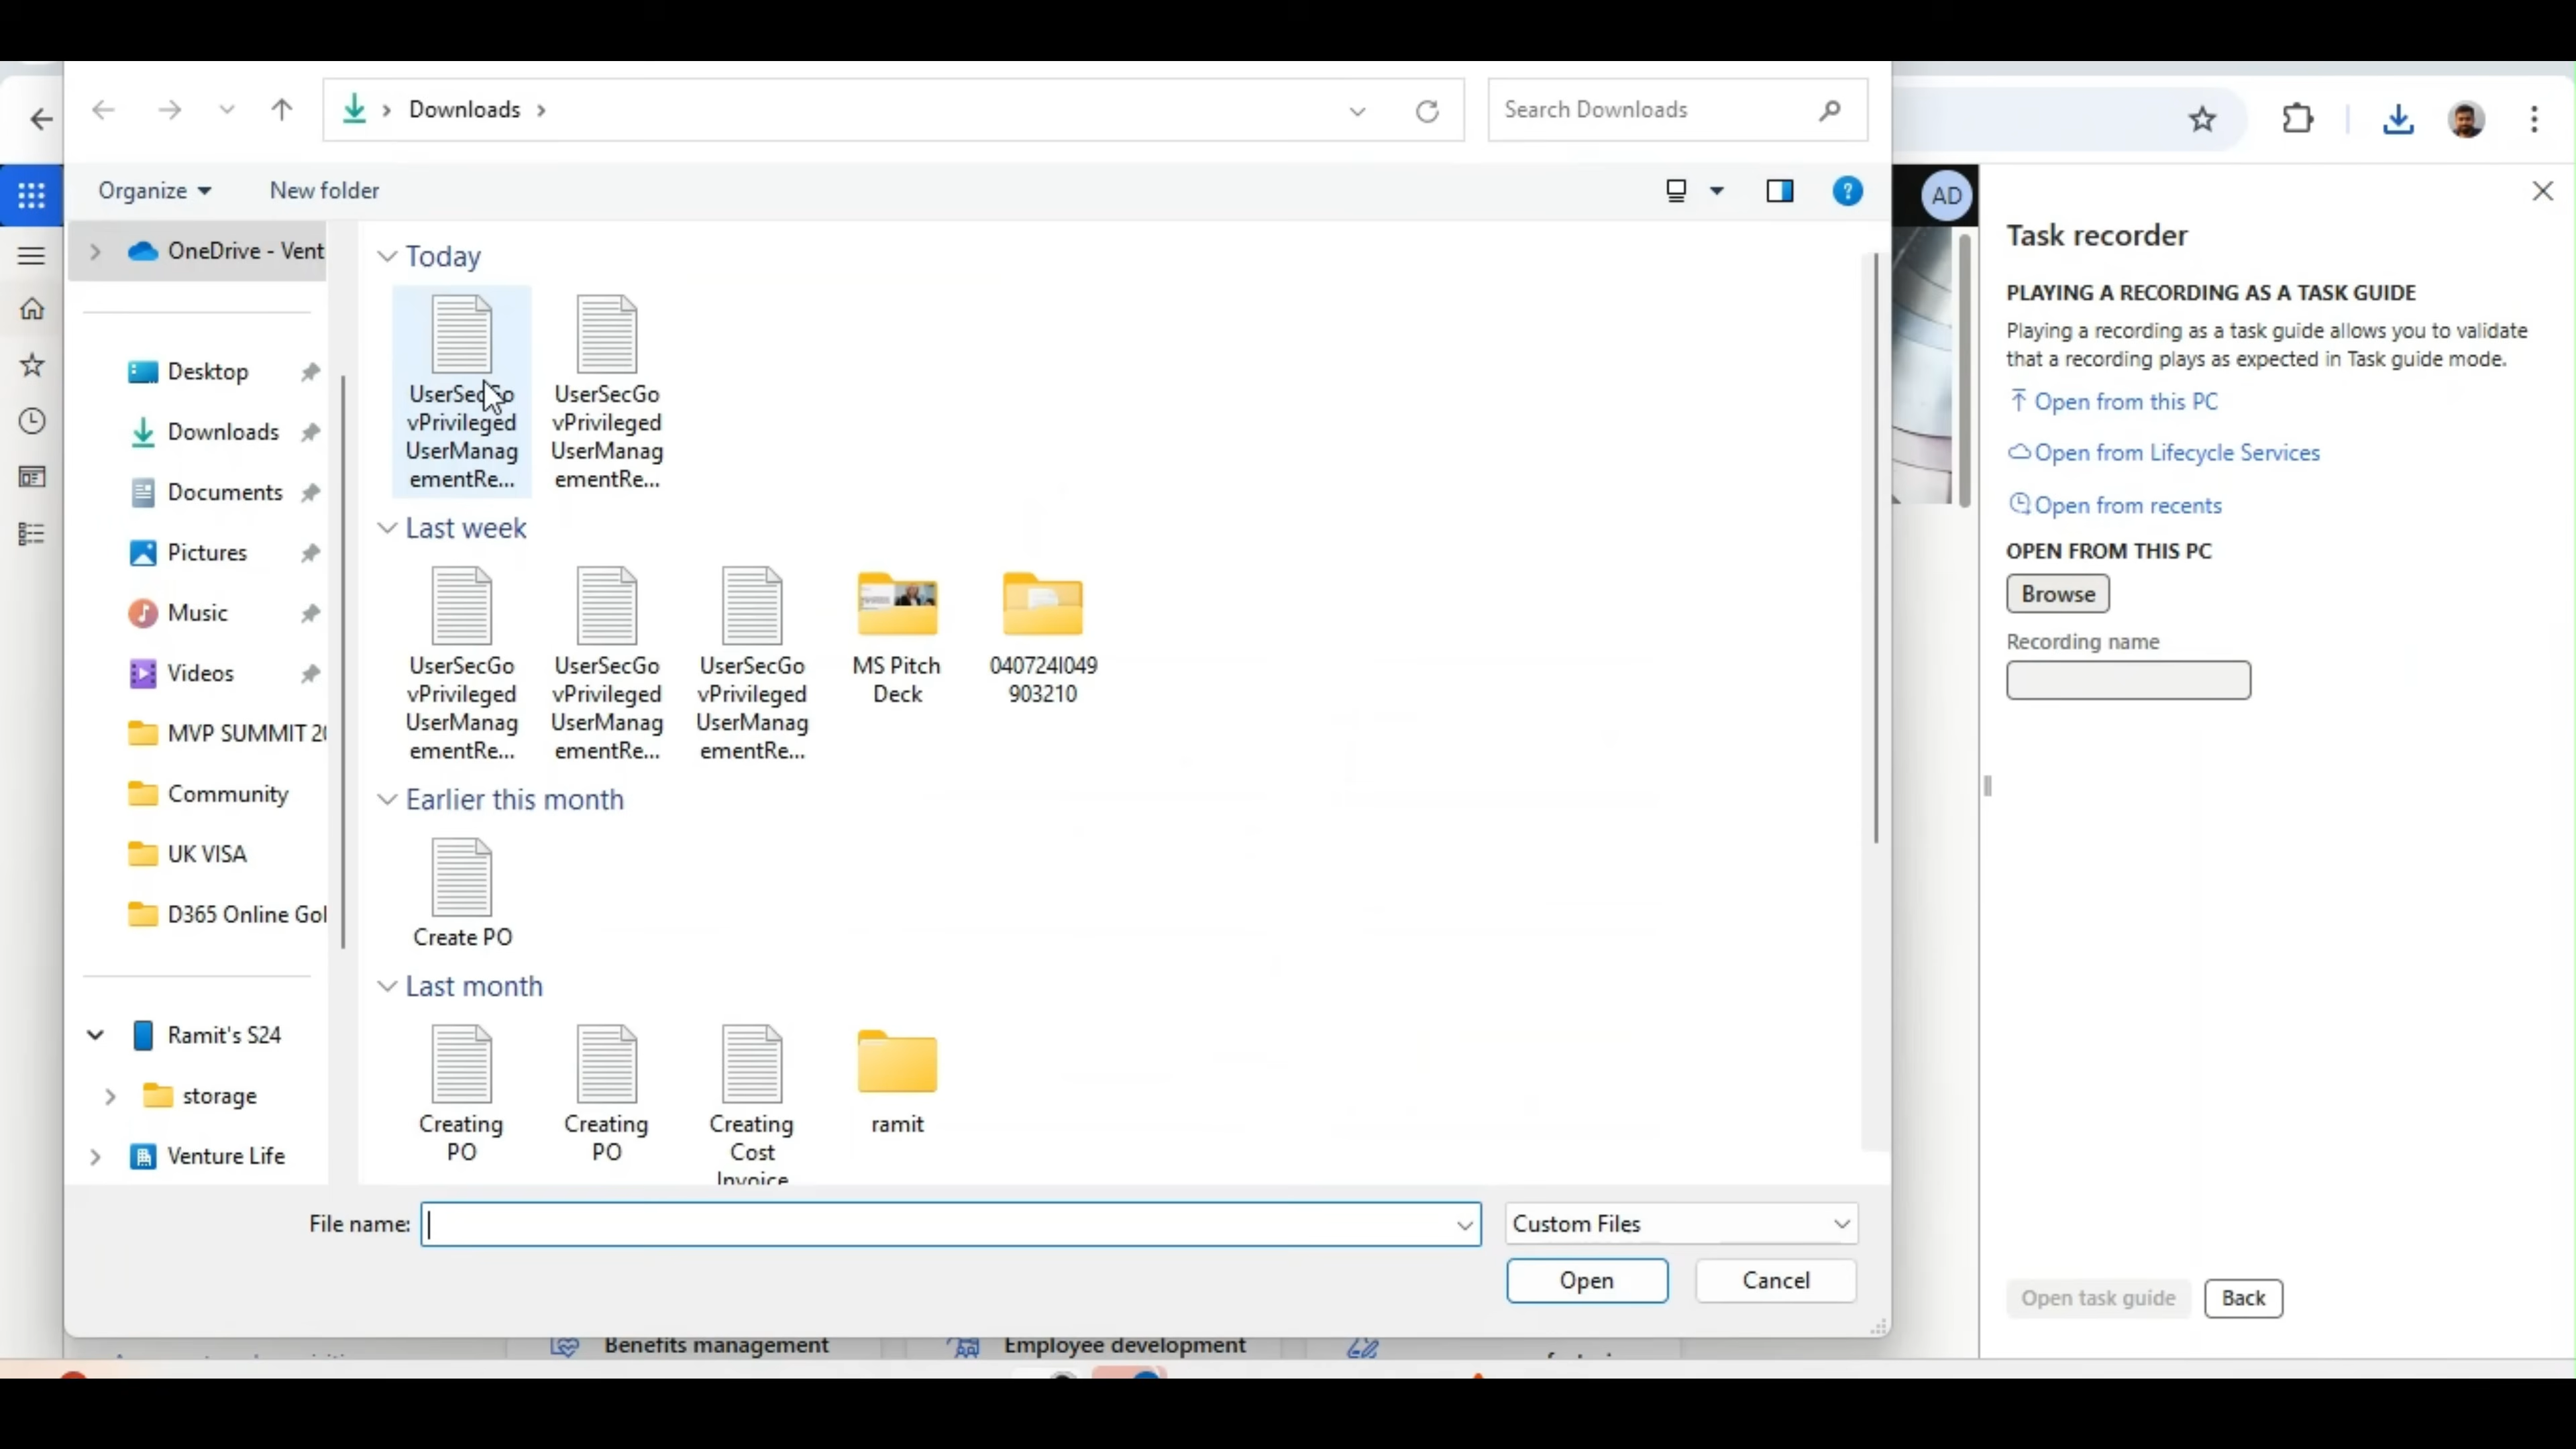 Downloads
Search Downloads
Organize
New folder
?
AD
OneDrive - Vent
Desktop
Downloads
Documents
Pictures
Music
Videos
MVP SUMMIT 20
Community
UK VISA
D365 Online Gol
Ramit's S24
storage
Venture Life
Today
UserSecGo
vPrivileged
UserManag
ementRe...
UserSecGo
vPrivileged
UserManag
ementRe...
Last week
UserSecGo
vPrivileged
UserManag
ementRe...
UserSecGo
vPrivileged
UserManag
ementRe...
UserSecGo
vPrivileged
UserManag
ementRe...
MS Pitch
Deck
040724I049
903210
Earlier this month
Create PO
Last month
Creating
PO
Creating
PO
Creating
Cost
Invoice
ramit
File name:
Custom Files
Open
Cancel
Benefits management
Employee development
Task recorder
PLAYING A RECORDING AS A TASK GUIDE
Playing a recording as a task guide allows you to validate
that a recording plays as expected in Task guide mode.
Open from this PC
Open from Lifecycle Services
Open from recents
OPEN FROM THIS PC
Browse
Recording name
Open task guide
Back